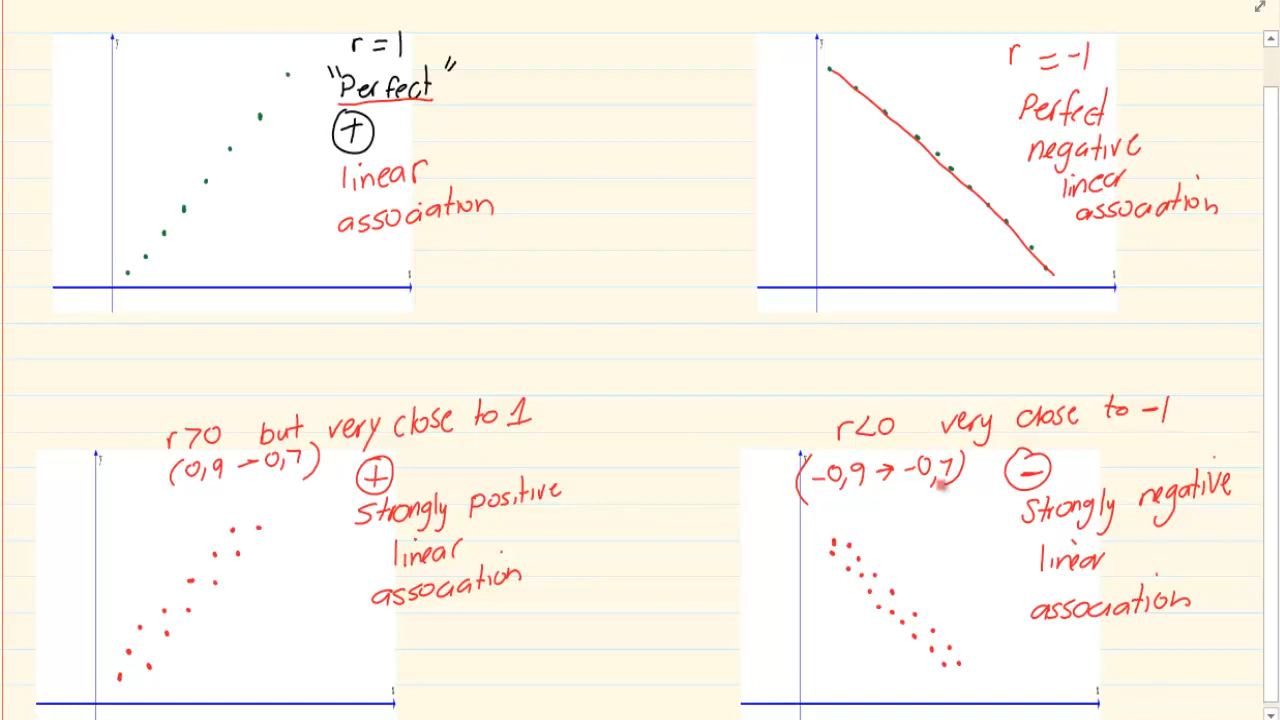 y
r = 1
"Perfect"
+
linear
association
y
r = -1
Perfect
negative
linear
association
r > 0 but very close to 1
(0,9 - 0,7)
y
+
Strongly positive
linear
association
r < 0 very close to -1
(-0,9 → -0,7)
y
-
Strongly negative
linear
association